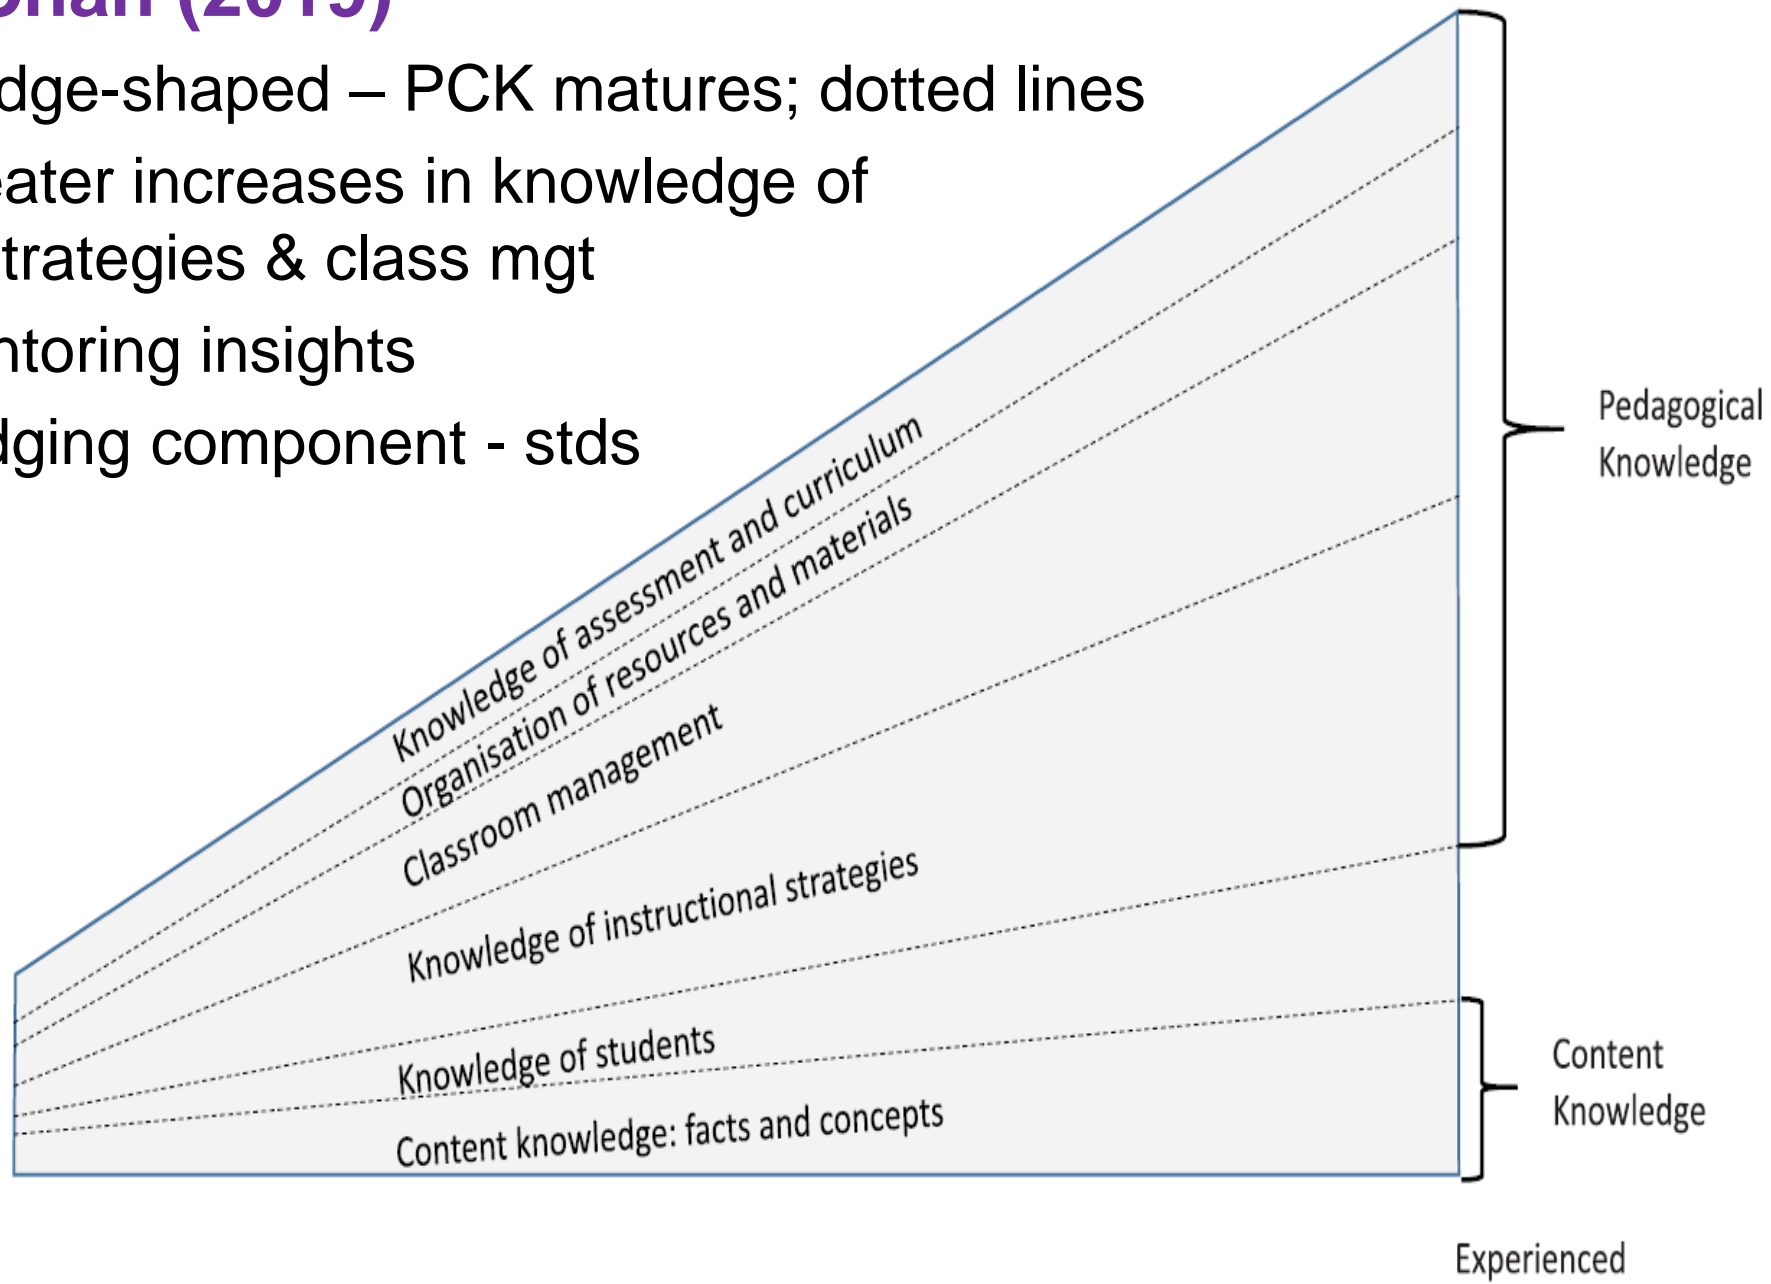 (2019)
dge-shaped – PCK matures; dotted lines
eater increases in knowledge of
trategies & class mgt
ntoring insights
dging component - stds
Knowledge of assessment and curriculum
Organisation of resources and materials
Classroom management
Knowledge of instructional strategies
Knowledge of students
Content knowledge: facts and concepts
Pedagogical
Knowledge
Content
Knowledge
Experienced